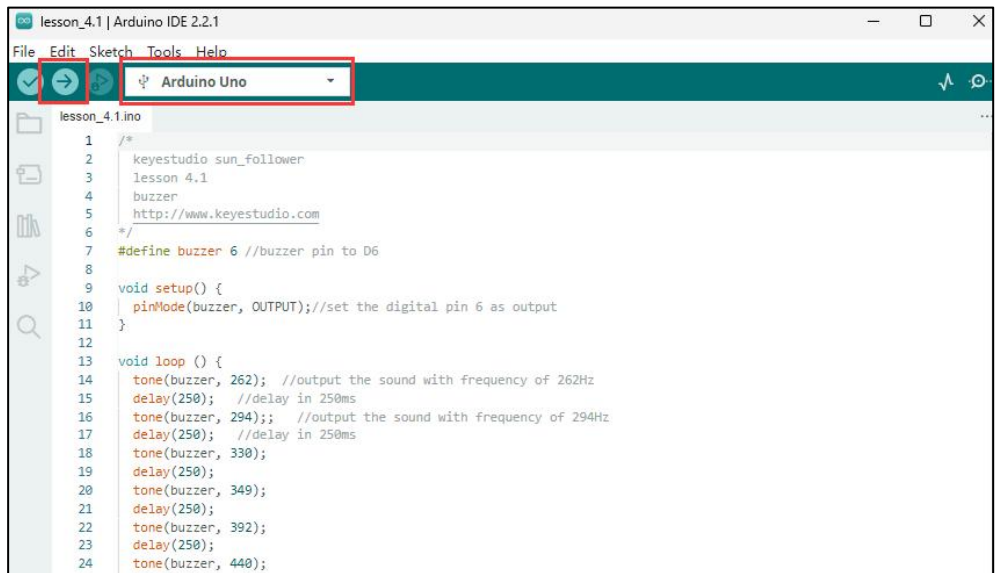 lesson_4.1 | Arduino IDE 2.2.1
File Edit Sketch Tools Help
Arduino Uno
lesson_4.1.ino
1 /*
2 keyestudio sun_follower
3 lesson 4.1
4 buzzer
5 http://www.keyestudio.com
6 */
7 #define buzzer 6 //buzzer pin to D6
8
9 void setup() {
10 pinMode(buzzer, OUTPUT);//set the digital pin 6 as output
11 }
12
13 void loop () {
14 tone(buzzer, 262); //output the sound with frequency of 262Hz
15 delay(250); //delay in 250ms
16 tone(buzzer, 294);; //output the sound with frequency of 294Hz
17 delay(250); //delay in 250ms
18 tone(buzzer, 330);
19 delay(250);
20 tone(buzzer, 349);
21 delay(250);
22 tone(buzzer, 392);
23 delay(250);
24 tone(buzzer, 440);